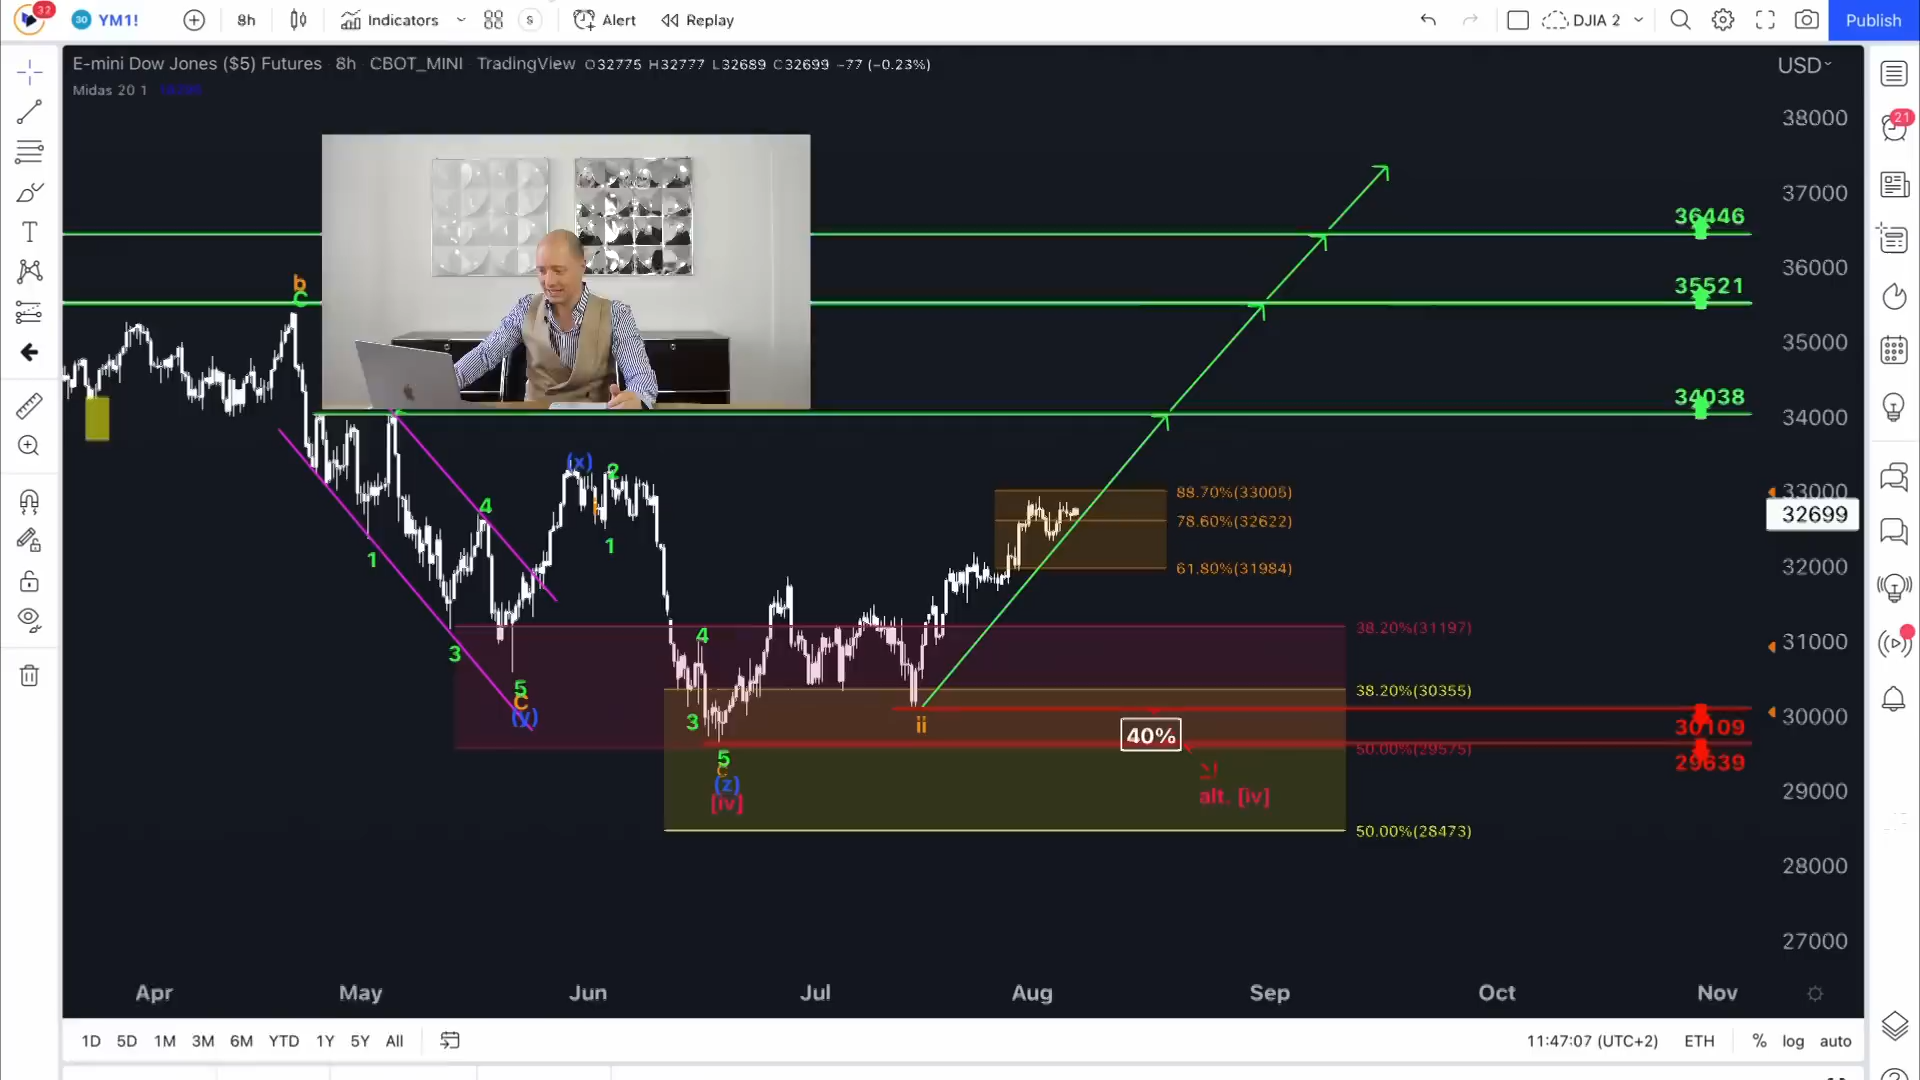 32
30 YM1!
8h
Indicators
S
Alert
Replay
DJIA 2
Publish
E-mini Dow Jones ($5) Futures 8h CBOT_MINI TradingView O32775 H32777 L32689 C32699 −77 (−0.23%)
Midas 20 1
USD
38000
37000
36000
35000
34000
33000
32699
32000
31000
30000
29000
28000
27000
21
36446
35521
34038
b
C
(x)
2
4
1
1
88.70%(33005)
78.60%(32622)
61.80%(31984)
4
3
38.20%(31197)
5
C
(y)
38.20%(30355)
3
ii
40%
30109
50.00%(29575)
29639
5
c
(z)
[iv]
alt. [iv]
50.00%(28473)
Apr
May
Jun
Jul
Aug
Sep
Oct
Nov
1D 5D 1M 3M 6M YTD 1Y 5Y All
11:47:07 (UTC+2)
ETH
% log auto